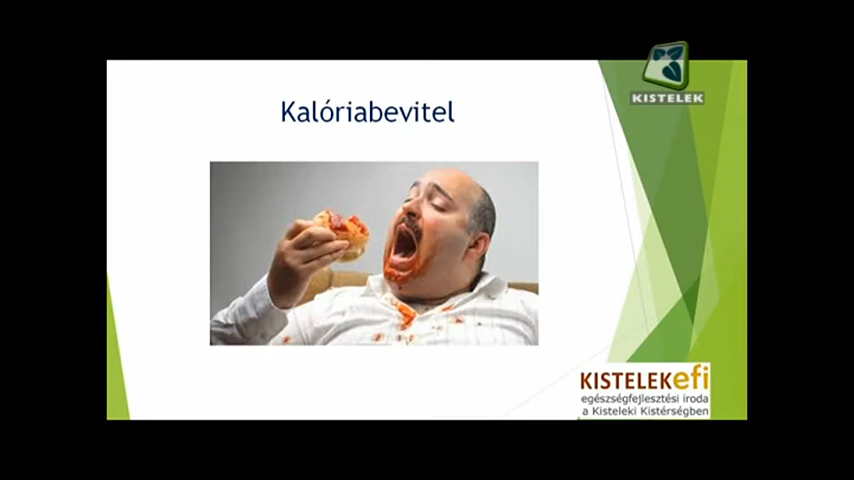 KISTELEK
Kalóriabevitel
KISTELEKefi
egészségfejlesztési iroda
a Kisteleki Kistérségben